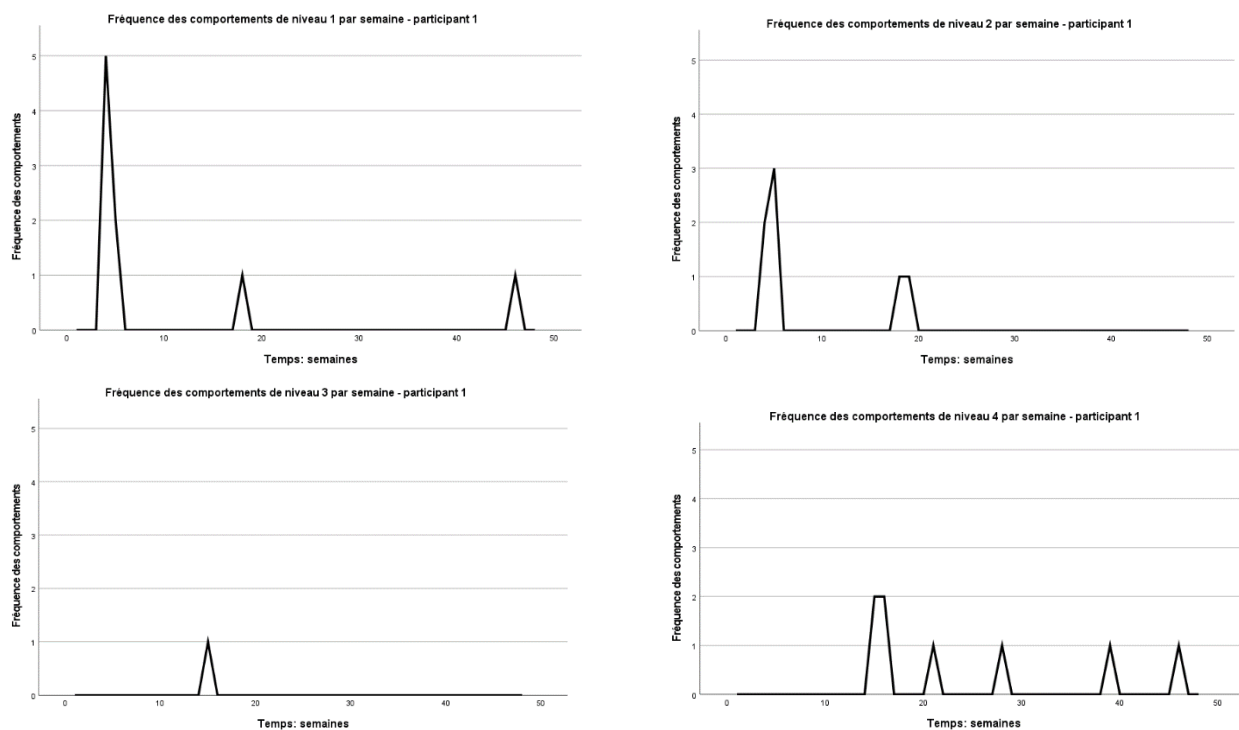 Fréquence des comportements de niveau 1 par semaine - participant 1
Fréquence des comportements
5
4
3
2
1
0
0 10 20 30 40 50
Temps: semaines
Fréquence des comportements de niveau 2 par semaine - participant 1
Fréquence des comportements
5
4
3
2
1
0
0 10 20 30 40 50
Temps: semaines
Fréquence des comportements de niveau 3 par semaine - participant 1
Fréquence des comportements
5
4
3
2
1
0
0 10 20 30 40 50
Temps: semaines
Fréquence des comportements de niveau 4 par semaine - participant 1
Fréquence des comportements
5
4
3
2
1
0
0 10 20 30 40 50
Temps: semaines